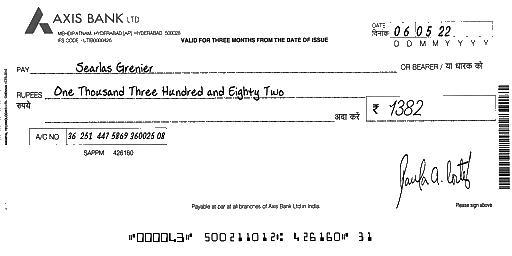 AXIS BANK LTD
MEHDIPATNAM, HYDERABAD [AP] HYDERABAD 500028
IFS CODE - UTIB0000426
VALID FOR THREE MONTHS FROM THE DATE OF ISSUE
DATE
दिनांक 06 05 22
D D M M Y Y Y Y
PAY Searlas Grenier OR BEARER / या धारक को
RUPEES One Thousand Three Hundred and Eighty Two
रुपये अदा करें ₹ 1382
A/C NO 36 251 447 5869 360025 08
SAPPM 426160
Paula A. Cortez
Payable at par at all branches of Axis Bank Ltd in India.
Please sign above
⑈000043⑈ 500211012⑆ 426160⑈ 31